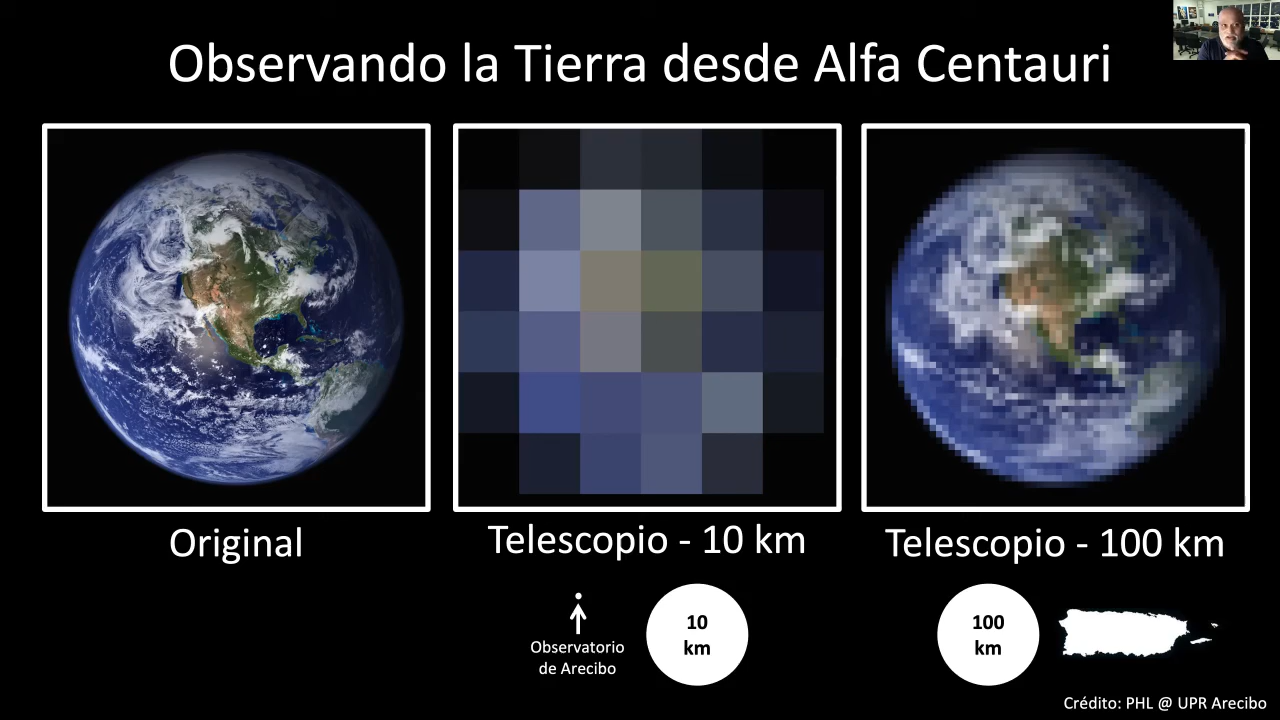 Observando la Tierra desde Alfa Centauri
Original
Telescopio - 10 km
Telescopio - 100 km
Observatorio
de Arecibo
10
km
100
km
Crédito: PHL @ UPR Arecibo